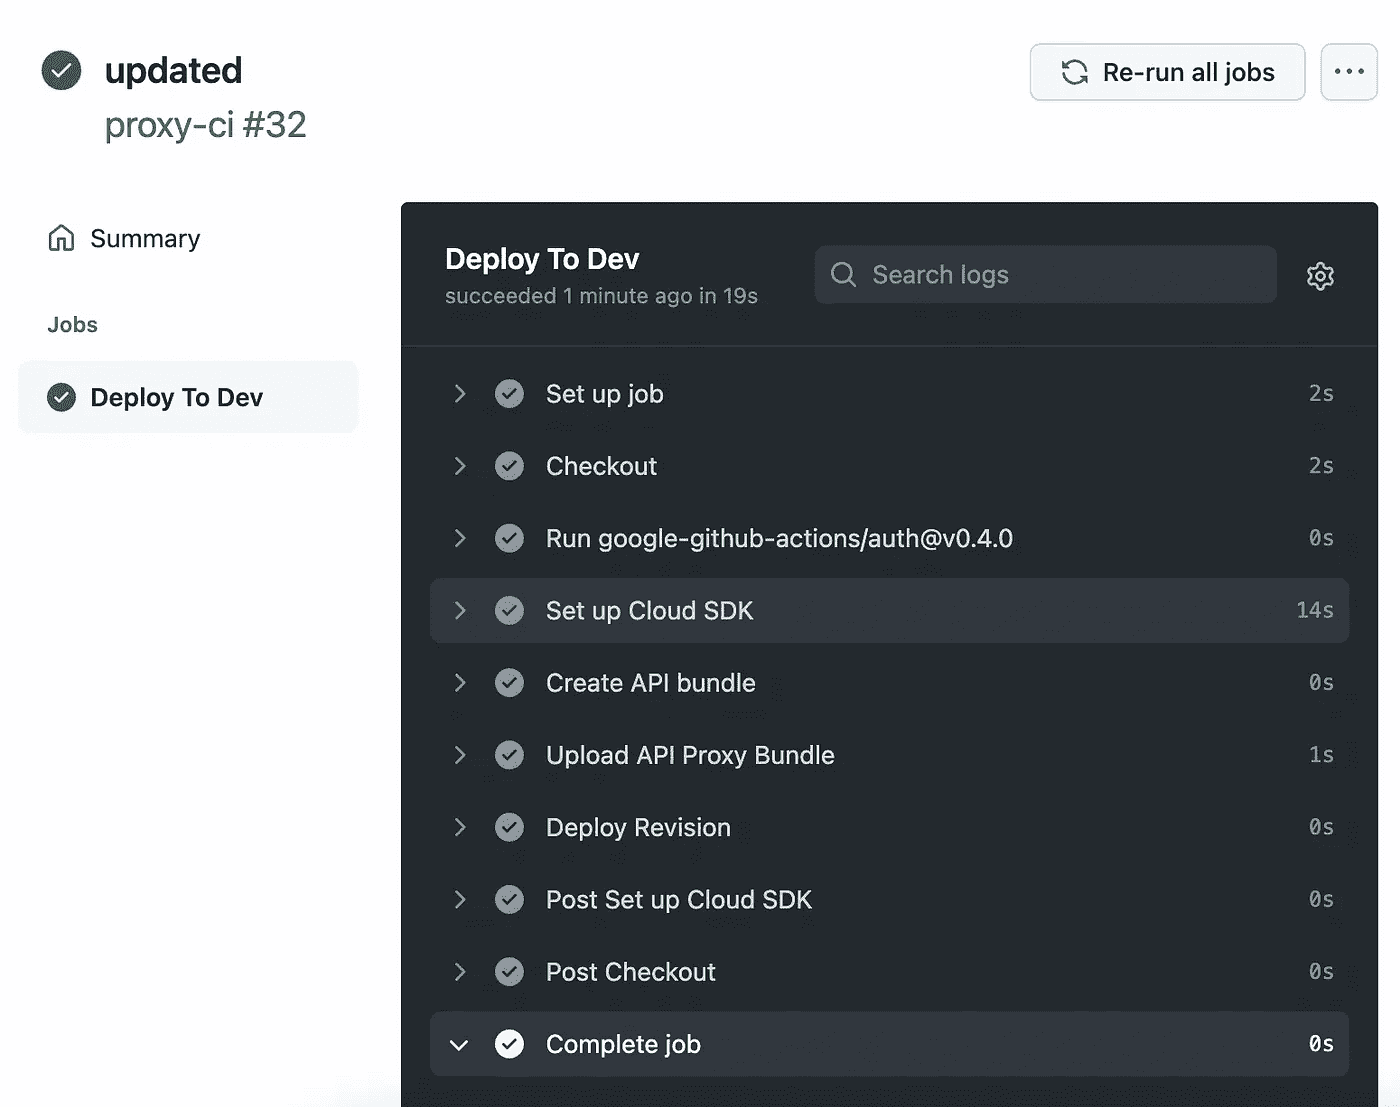 updated
proxy-ci #32
Re-run all jobs
Summary
Jobs
Deploy To Dev
Deploy To Dev
succeeded 1 minute ago in 19s
Search logs
Set up job 2s
Checkout 2s
Run google-github-actions/auth@v0.4.0 0s
Set up Cloud SDK 14s
Create API bundle 0s
Upload API Proxy Bundle 1s
Deploy Revision 0s
Post Set up Cloud SDK 0s
Post Checkout 0s
Complete job 0s